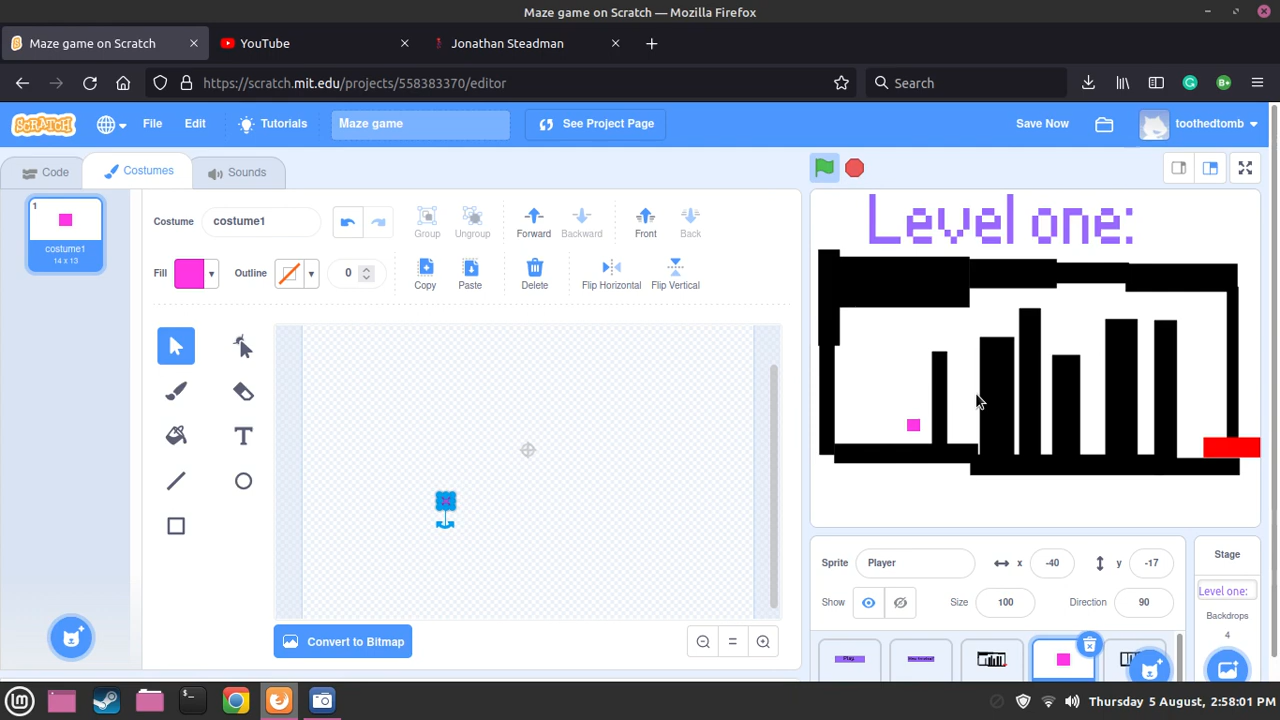 Maze game on Scratch — Mozilla Firefox
Maze game on Scratch
YouTube
Jonathan Steadman
https://scratch.mit.edu/projects/558383370/editor
Search
B+
SCRATCH
File
Edit
Tutorials
Maze game
See Project Page
Save Now
toothedtomb
Code
Costumes
Sounds
1
costume1
14 x 13
Costume
costume1
Group
Ungroup
Forward
Backward
Front
Back
Fill
Outline
0
Copy
Paste
Delete
Flip Horizontal
Flip Vertical
T
Convert to Bitmap
Level one:
Sprite
Player
x
-40
y
-17
Show
Size
100
Direction
90
Stage
Level one:
Backdrops
4
Play
Thursday 5 August, 2:58:01 PM